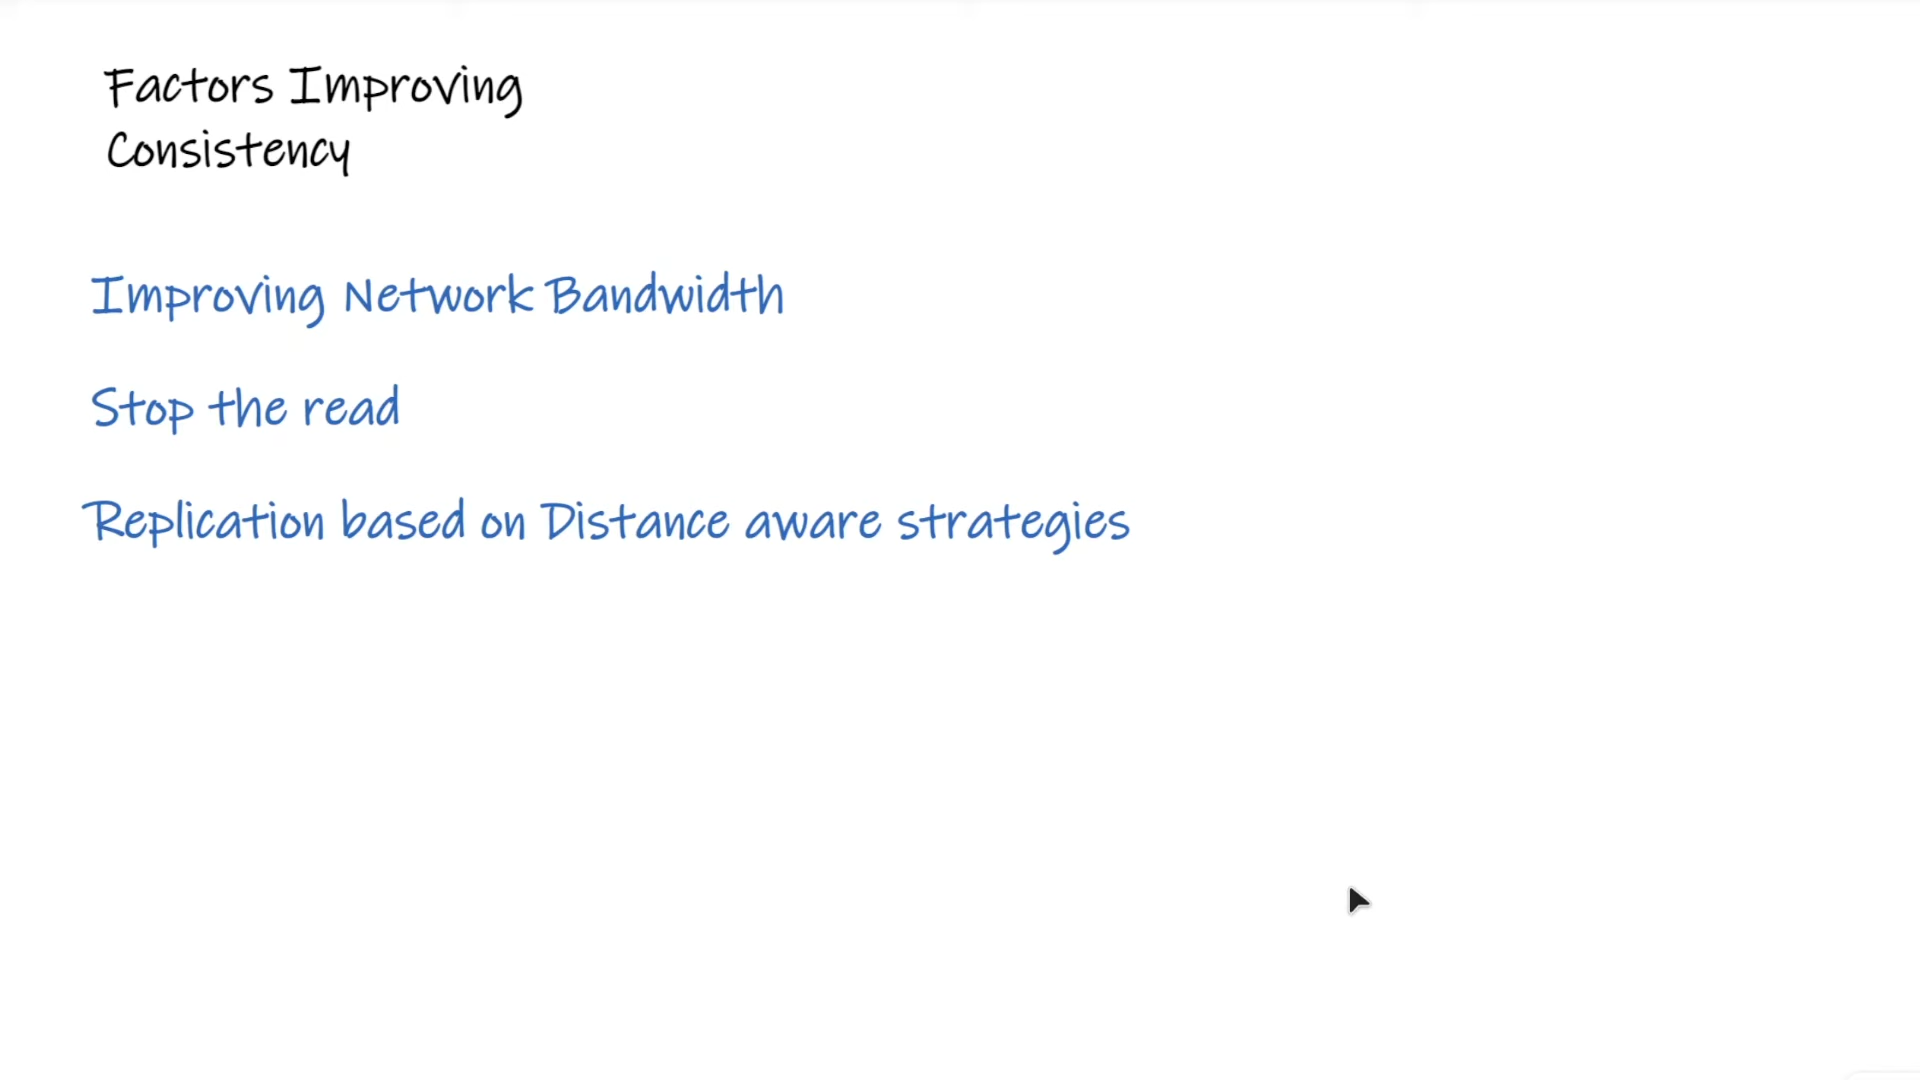 Factors Improving
Consistency
Improving Network Bandwidth
Stop the read
Replication based on Distance aware strategies